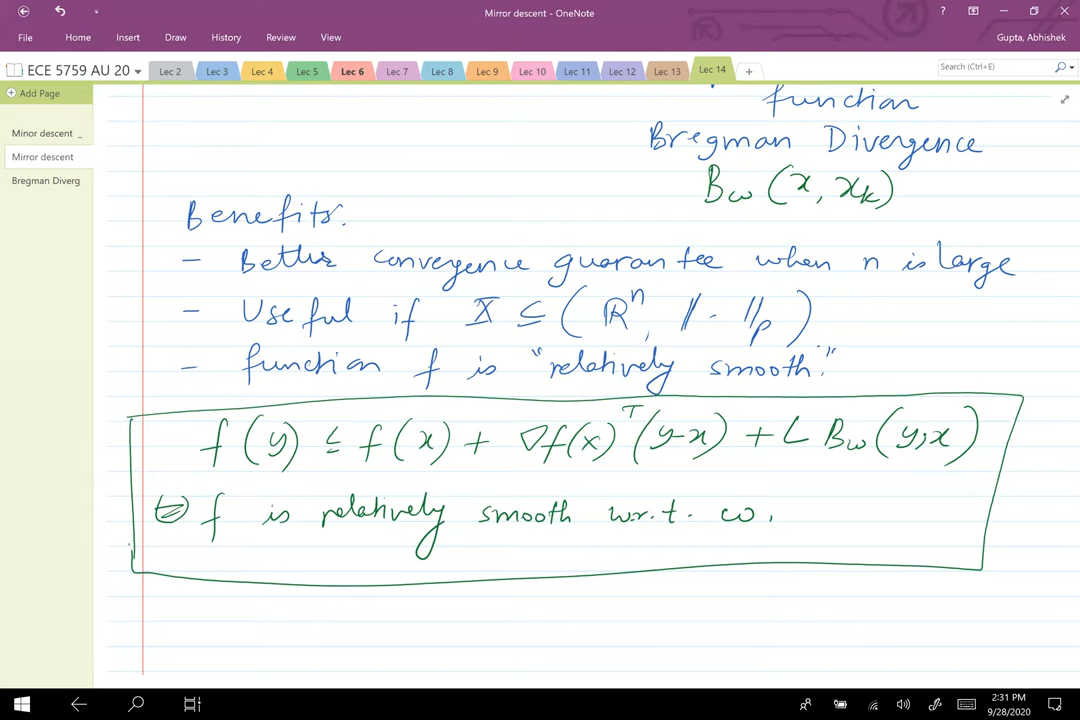 Mirror descent - OneNote
?
Gupta, Abhishek
File Home Insert Draw History Review View
ECE 5759 AU 20
Lec 2 Lec 3 Lec 4 Lec 5 Lec 6 Lec 7 Lec 8 Lec 9 Lec 10 Lec 11 Lec 12 Lec 13 Lec 14 +
Search (Ctrl+E)
Add Page
Minor descent _
Mirror descent
Bregman Diverg
function
Bregman Divergence
Bω (x, xk)
Benefits.
- Better convergence guarantee when n is large
- Useful if X ⊆ (ℝ^n, ‖·‖p)
- function f is "relatively smooth."
f(y) ≤ f(x) + ∇f(x)^T (y-x) + L Bω(y; x)
f is relatively smooth w.r.t. ω.
2:31 PM
9/28/2020